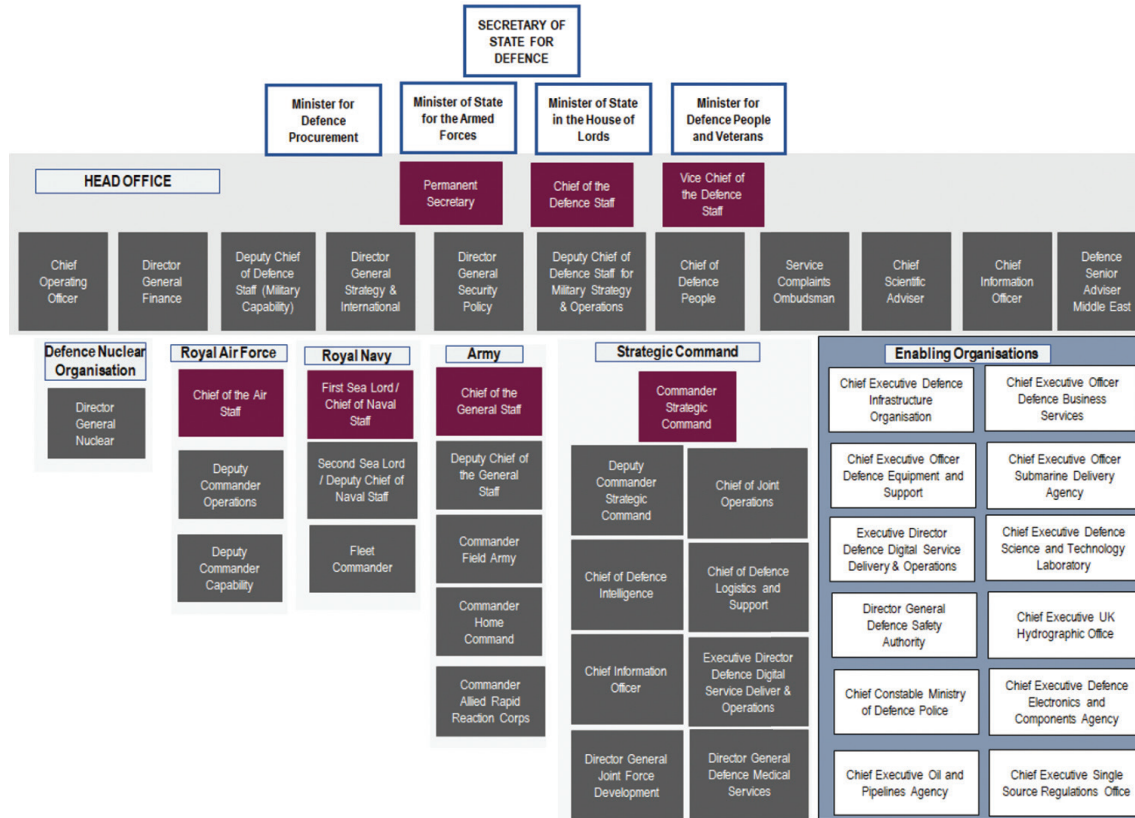 SECRETARY OF
STATE FOR
DEFENCE
Minister for
Defence
Procurement
Minister of State
for the Armed
Forces
Minister of State
in the House of
Lords
Minister for
Defence People
and Veterans
HEAD OFFICE
Permanent
Secretary
Chief of the
Defence Staff
Vice Chief of
the Defence
Staff
Chief
Operating
Officer
Director
General
Finance
Deputy Chief
of Defence
Staff (Military
Capability)
Director
General
Strategy &
International
Director
General
Security
Policy
Deputy Chief of
Defence Staff for
Military Strategy
& Operations
Chief of
Defence
People
Service
Complaints
Ombudsman
Chief
Scientific
Adviser
Chief
Information
Officer
Defence
Senior
Adviser
Middle East
Defence Nuclear
Organisation
Director
General
Nuclear
Royal Air Force
Chief of the Air
Staff
Deputy
Commander
Operations
Deputy
Commander
Capability
Royal Navy
First Sea Lord /
Chief of Naval
Staff
Second Sea Lord
/ Deputy Chief of
Naval Staff
Fleet
Commander
Army
Chief of the
General Staff
Deputy Chief of
the General
Staff
Commander
Field Army
Commander
Home
Command
Commander
Allied Rapid
Reaction Corps
Strategic Command
Commander
Strategic
Command
Deputy
Commander
Strategic
Command
Chief of Joint
Operations
Chief of Defence
Intelligence
Chief of Defence
Logistics and
Support
Chief Information
Officer
Executive Director
Defence Digital
Service Deliver &
Operations
Director General
Joint Force
Development
Director General
Defence Medical
Services
Enabling Organisations
Chief Executive Defence
Infrastructure
Organisation
Chief Executive Officer
Defence Business
Services
Chief Executive Officer
Defence Equipment and
Support
Chief Executive Officer
Submarine Delivery
Agency
Executive Director
Defence Digital Service
Delivery & Operations
Chief Executive Defence
Science and Technology
Laboratory
Director General
Defence Safety
Authority
Chief Executive UK
Hydrographic Office
Chief Constable Ministry
of Defence Police
Chief Executive Defence
Electronics and
Components Agency
Chief Executive Oil and
Pipelines Agency
Chief Executive Single
Source Regulations Office